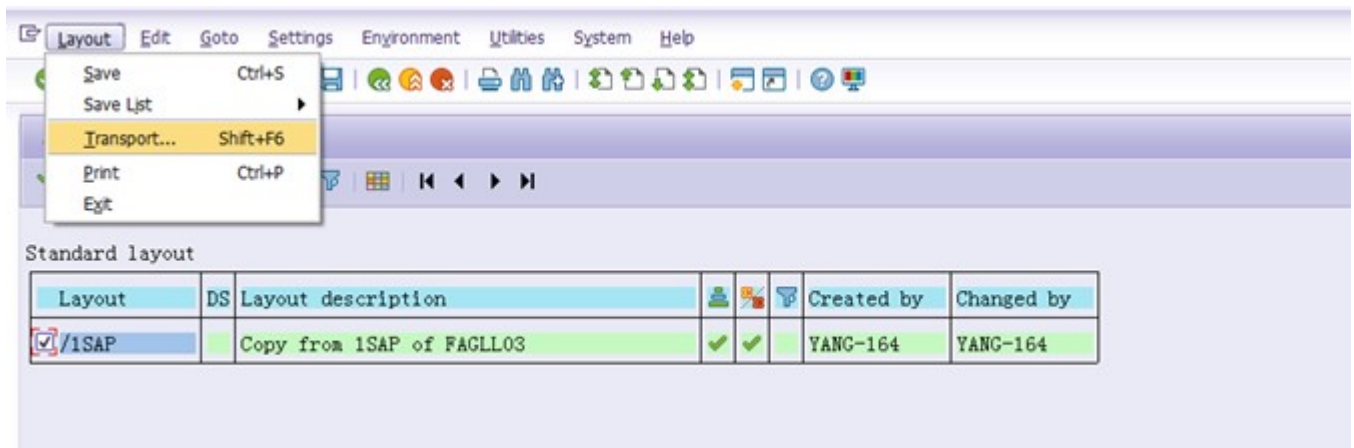 Layout Edit Goto Settings Environment Utilities System Help
Save Ctrl+S
Save List
Transport... Shift+F6
Print Ctrl+P
Exit
Standard layout
Layout DS Layout description Created by Changed by
/1SAP Copy from 1SAP of FAGLL03 YANG-164 YANG-164